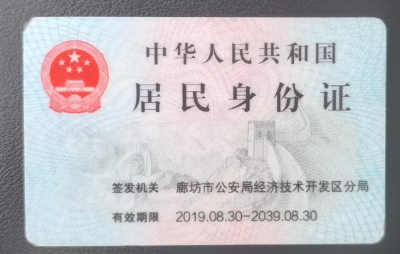 中华人民共和国
居民身份证
签发机关 廊坊市公安局经济技术开发区分局
有效期限 2019.08.30-2039.08.30